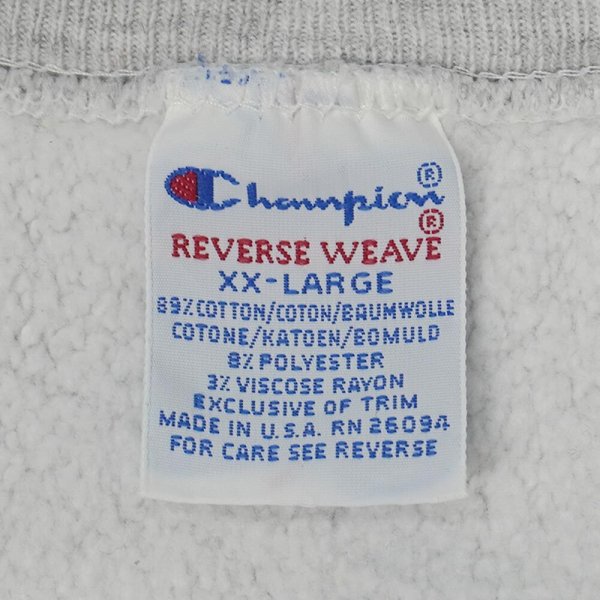 Champion®
REVERSE WEAVE®
XX-LARGE
89% COTTON/COTON/BAUMWOLLE
COTONE/KATOEN/BOMULD
8% POLYESTER
3% VISCOSE RAYON
EXCLUSIVE OF TRIM
MADE IN U.S.A. RN 26094
FOR CARE SEE REVERSE